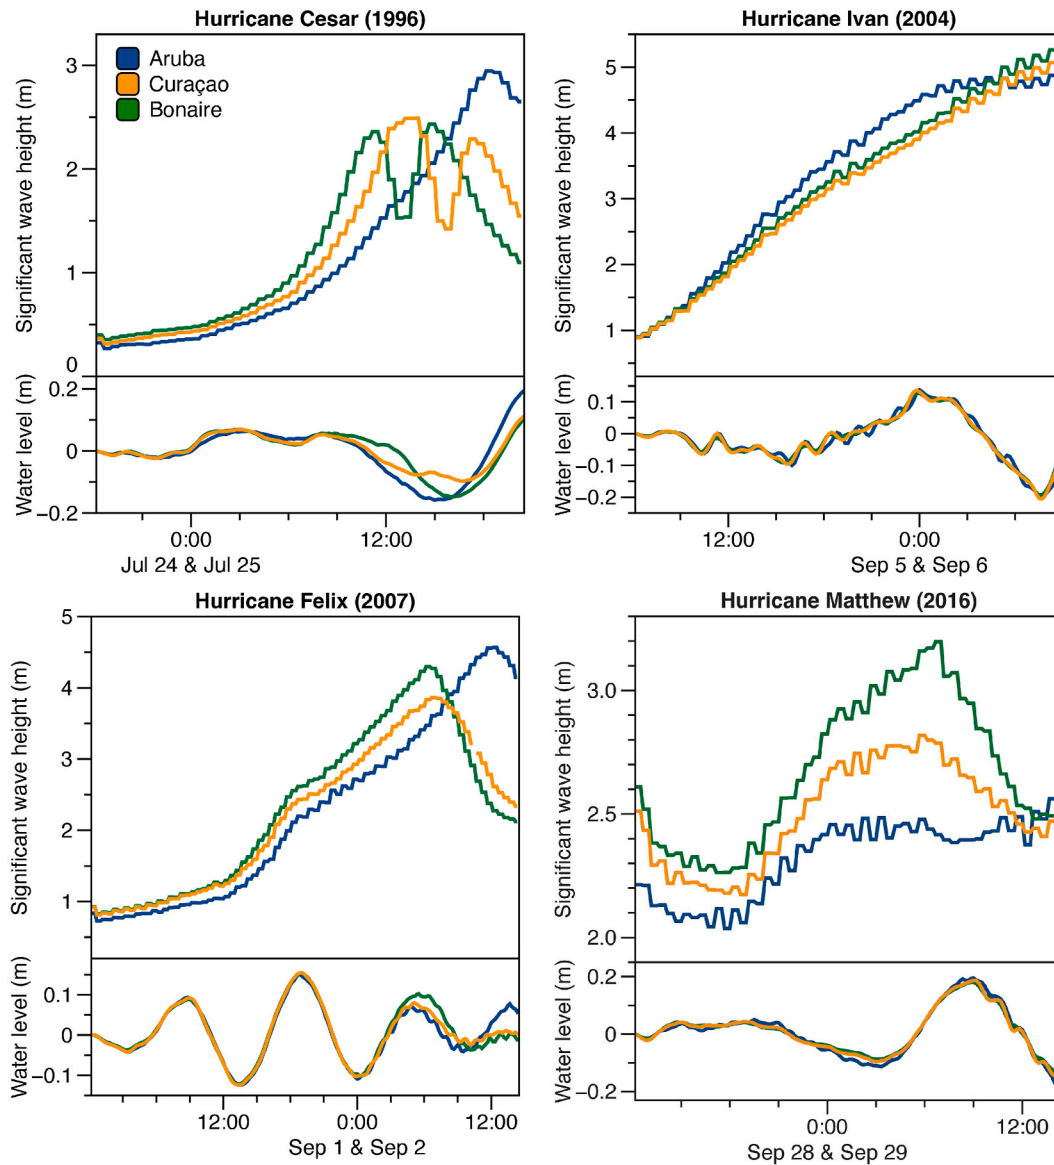 Hurricane Cesar (1996)
Significant wave height (m)
3
2
1
0
Aruba
Curaçao
Bonaire
Water level (m)
0.2
0
−0.2
0:00
12:00
Jul 24 & Jul 25
Hurricane Ivan (2004)
Significant wave height (m)
5
4
3
2
1
Water level (m)
0.1
0
−0.1
−0.2
12:00
0:00
Sep 5 & Sep 6
Hurricane Felix (2007)
Significant wave height (m)
5
4
3
2
1
Water level (m)
0.1
0
−0.1
12:00
0:00
12:00
Sep 1 & Sep 2
Hurricane Matthew (2016)
Significant wave height (m)
3.0
2.5
2.0
Water level (m)
0.2
0
−0.2
0:00
12:00
Sep 28 & Sep 29